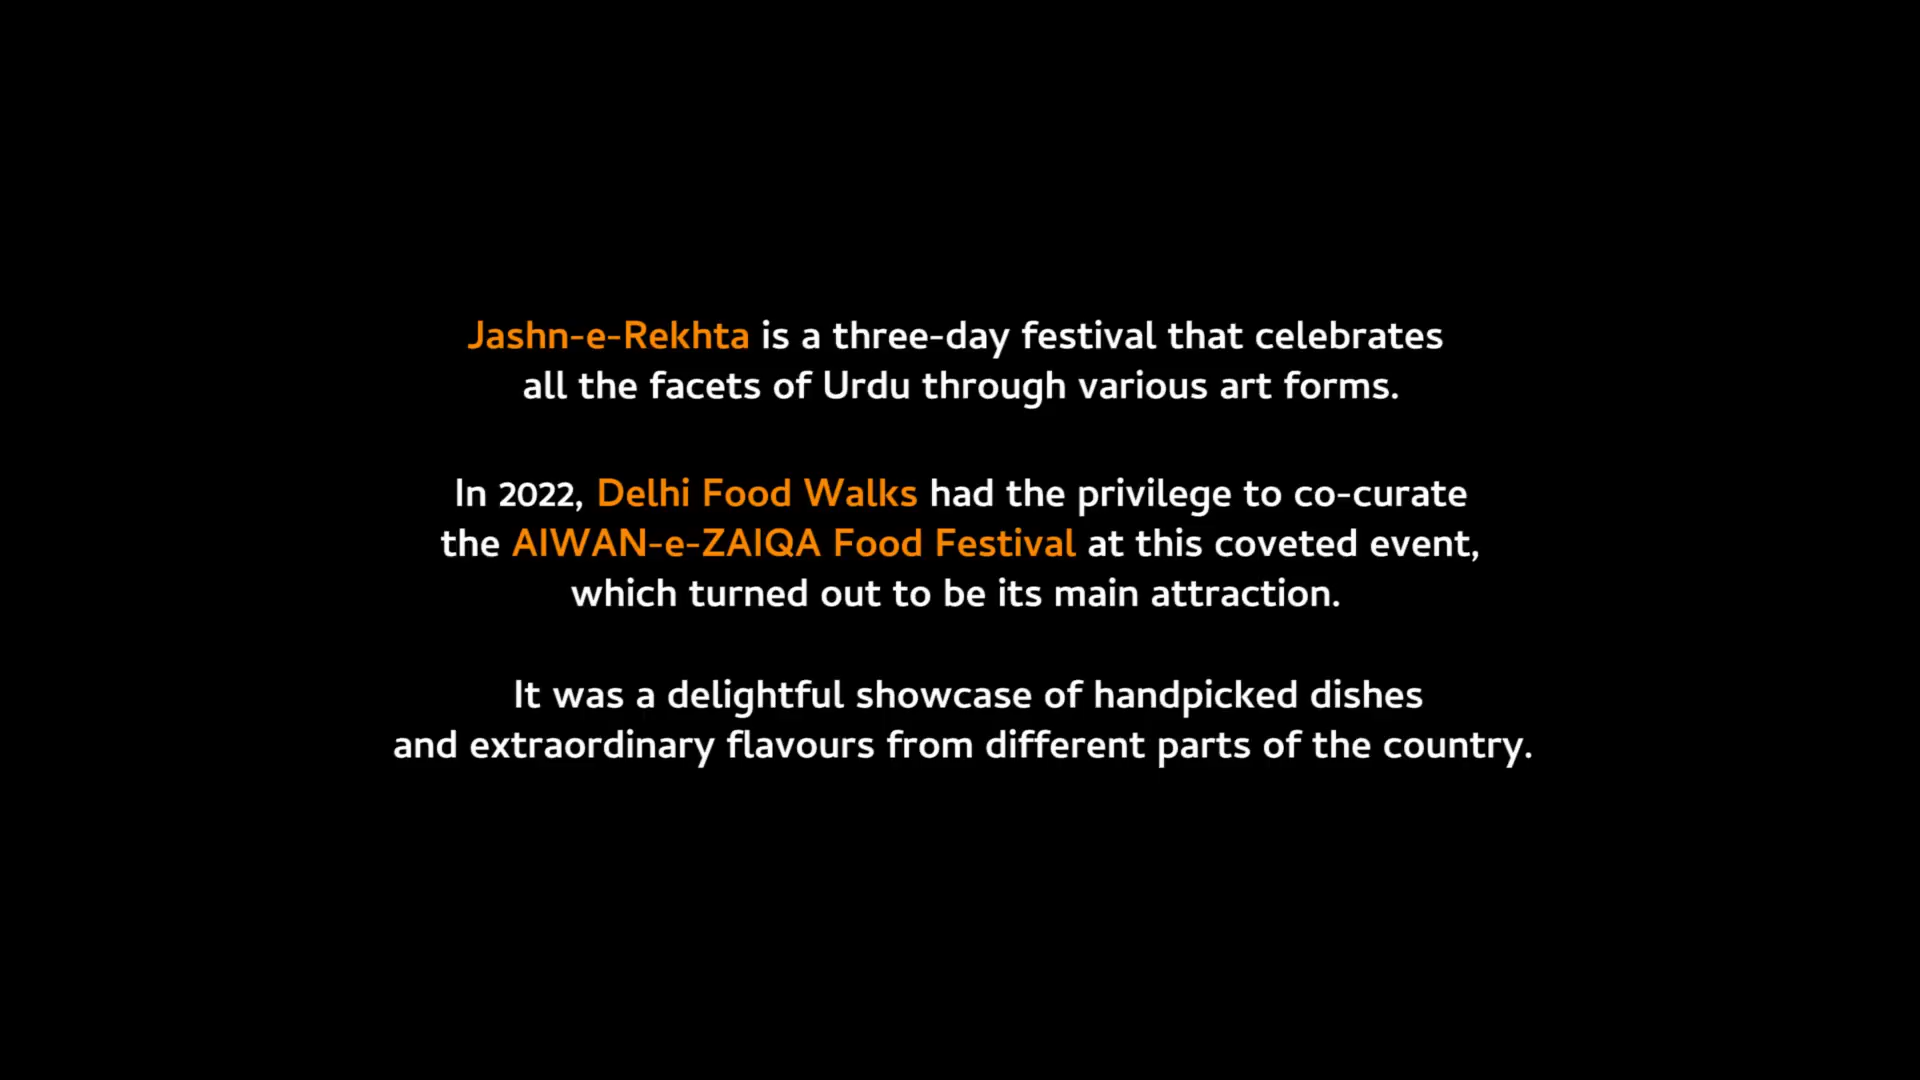 Jashn-e-Rekhta is a three-day festival that celebrates
all the facets of Urdu through various art forms.
In 2022, Delhi Food Walks had the privilege to co-curate
the AIWAN-e-ZAIQA Food Festival at this coveted event,
which turned out to be its main attraction.
It was a delightful showcase of handpicked dishes
and extraordinary flavours from different parts of the country.